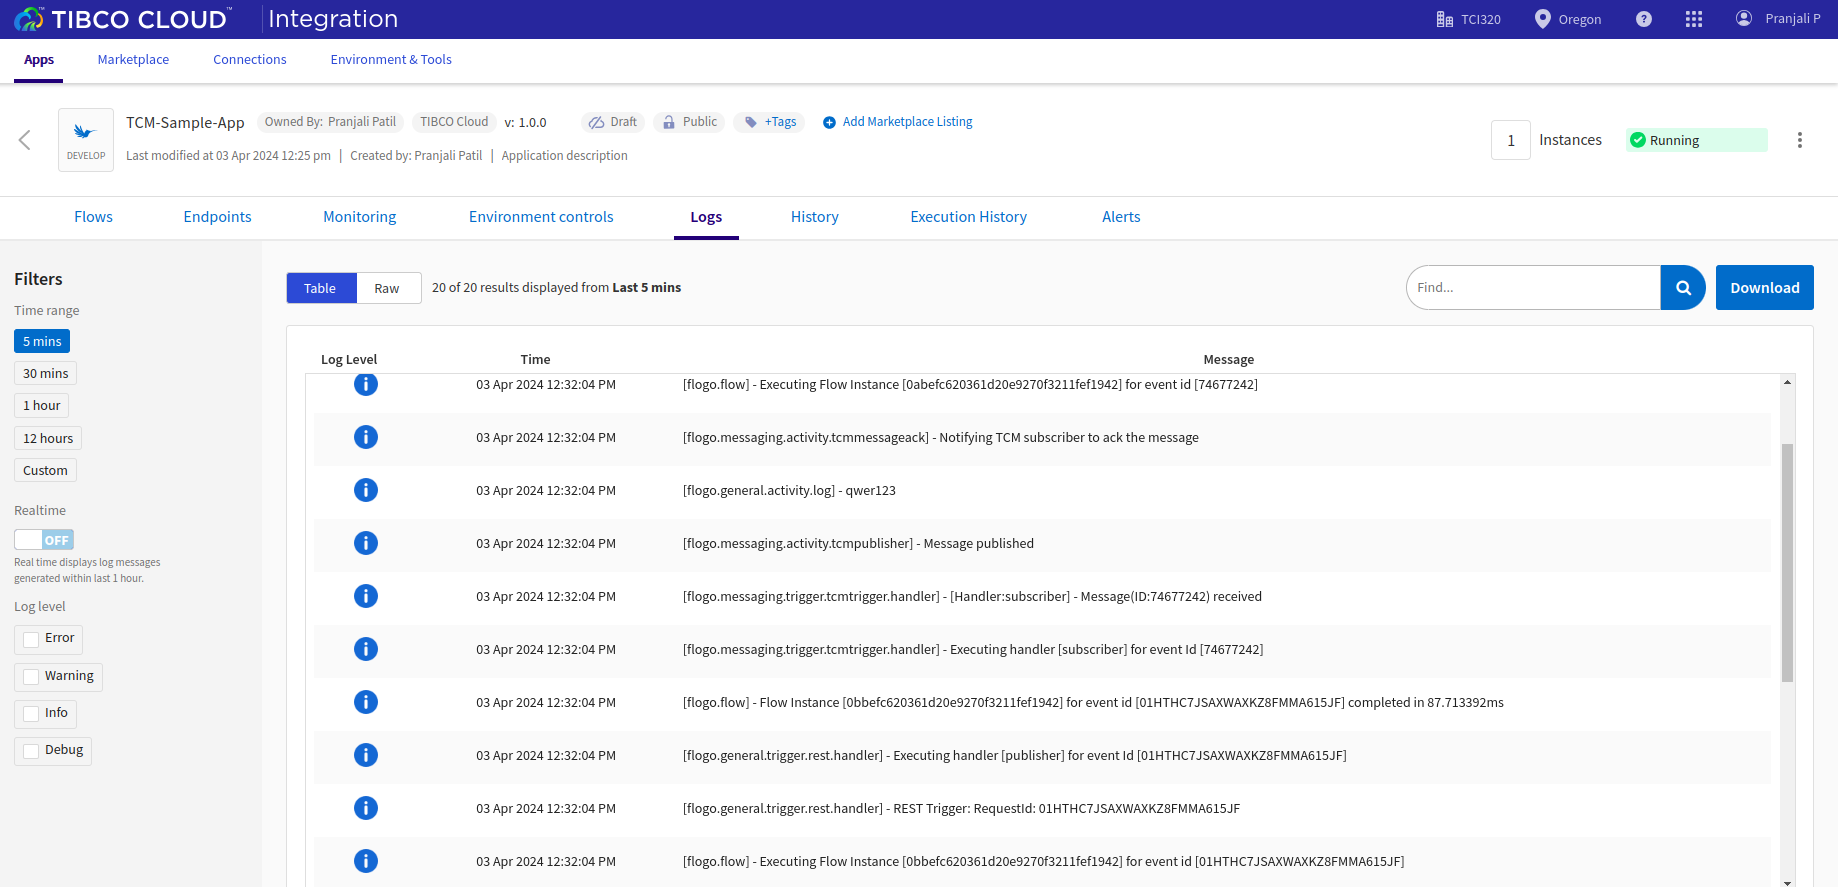 TIBCO CLOUD™ Integration
TCI320 Oregon ? Pranjali P
Apps Marketplace Connections Environment & Tools
DEVELOP
TCM-Sample-App Owned By: Pranjali Patil TIBCO Cloud v: 1.0.0 Draft Public +Tags Add Marketplace Listing
Last modified at 03 Apr 2024 12:25 pm | Created by: Pranjali Patil | Application description
1 Instances Running
Flows Endpoints Monitoring Environment controls Logs History Execution History Alerts
Filters
Time range
5 mins
30 mins
1 hour
12 hours
Custom
Realtime
OFF
Real time displays log messages
generated within last 1 hour.
Log level
Error
Warning
Info
Debug
Table Raw 20 of 20 results displayed from Last 5 mins Find... Download
Log Level Time Message
03 Apr 2024 12:32:04 PM [flogo.flow] - Executing Flow Instance [0abefc620361d20e9270f3211fef1942] for event id [74677242]
03 Apr 2024 12:32:04 PM [flogo.messaging.activity.tcmmessageack] - Notifying TCM subscriber to ack the message
03 Apr 2024 12:32:04 PM [flogo.general.activity.log] - qwer123
03 Apr 2024 12:32:04 PM [flogo.messaging.activity.tcmpublisher] - Message published
03 Apr 2024 12:32:04 PM [flogo.messaging.trigger.tcmtrigger.handler] - [Handler:subscriber] - Message(ID:74677242) received
03 Apr 2024 12:32:04 PM [flogo.messaging.trigger.tcmtrigger.handler] - Executing handler [subscriber] for event Id [74677242]
03 Apr 2024 12:32:04 PM [flogo.flow] - Flow Instance [0bbefc620361d20e9270f3211fef1942] for event id [01HTHC7JSAXWAXKZ8FMMA615JF] completed in 87.713392ms
03 Apr 2024 12:32:04 PM [flogo.general.trigger.rest.handler] - Executing handler [publisher] for event Id [01HTHC7JSAXWAXKZ8FMMA615JF]
03 Apr 2024 12:32:04 PM [flogo.general.trigger.rest.handler] - REST Trigger: RequestId: 01HTHC7JSAXWAXKZ8FMMA615JF
03 Apr 2024 12:32:04 PM [flogo.flow] - Executing Flow Instance [0bbefc620361d20e9270f3211fef1942] for event id [01HTHC7JSAXWAXKZ8FMMA615JF]